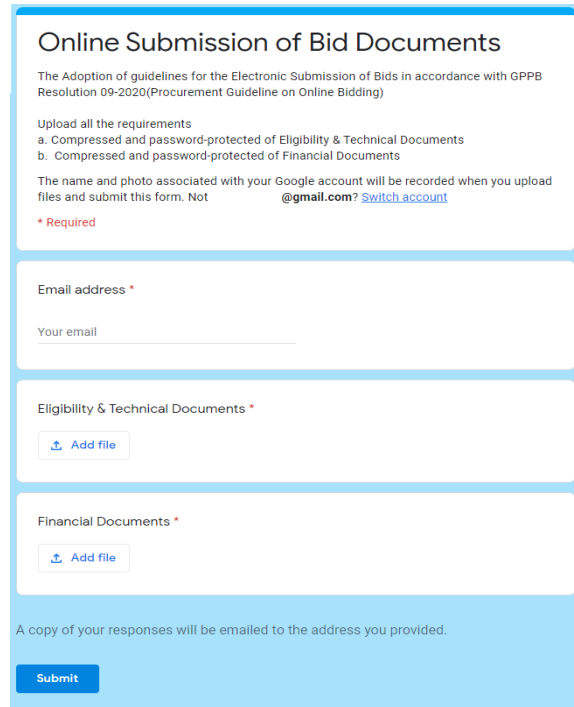 Online Submission of Bid Documents
The Adoption of guidelines for the Electronic Submission of Bids in accordance with GPPB
Resolution 09-2020(Procurement Guideline on Online Bidding)
Upload all the requirements
a. Compressed and password-protected of Eligibility & Technical Documents
b. Compressed and password-protected of Financial Documents
The name and photo associated with your Google account will be recorded when you upload
files and submit this form. Not @gmail.com? Switch account
* Required
Email address *
Your email
Eligibility & Technical Documents *
Add file
Financial Documents *
Add file
A copy of your responses will be emailed to the address you provided.
Submit